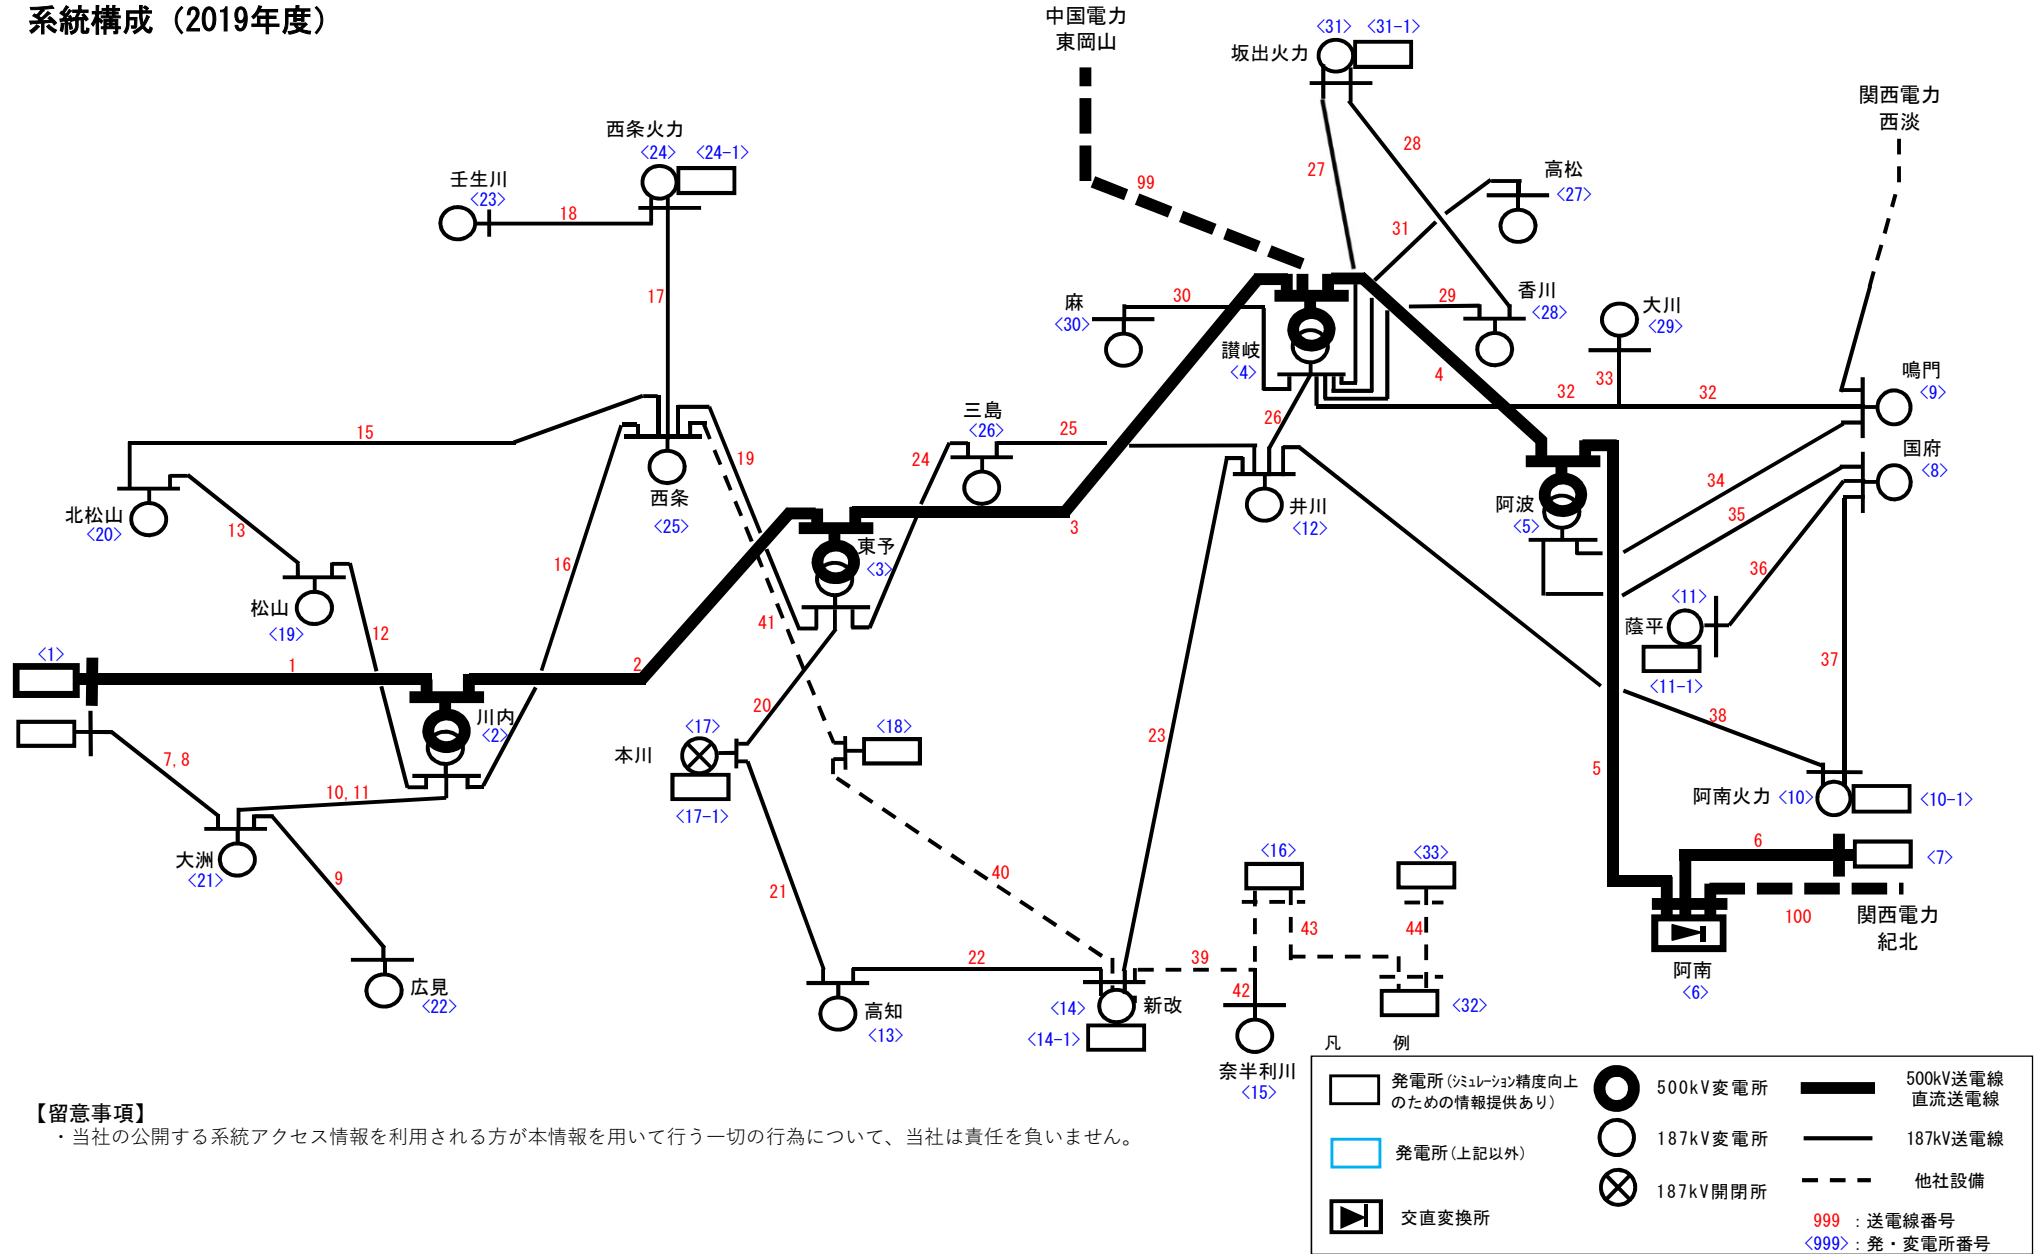 系統構成（2019年度）
中国電力
東岡山
<31>
<31-1>
坂出火力
関西電力
西淡
西条火力
<24>
<24-1>
壬生川
<23>
18
17
99
27
28
高松
<27>
31
麻
<30>
30
讃岐
<4>
29
香川
<28>
大川
<29>
4
32
33
32
鳴門
<9>
国府
<8>
26
15
19
24
三島
<26>
25
西条
<25>
北松山
<20>
13
16
東予
<3>
3
井川
<12>
阿波
<5>
34
35
36
松山
<19>
12
41
蔭平
<11>
<11-1>
37
<1>
1
2
川内
<2>
20
本川
<17>
<17-1>
<18>
23
38
7,8
10,11
5
阿南火力
<10>
<10-1>
大洲
<21>
9
21
40
<16>
<33>
6
<7>
43
44
100
関西電力
紀北
広見
<22>
22
39
42
高知
<13>
<14>
<14-1>
新改
<32>
阿南
<6>
奈半利川
<15>
凡　例
発電所(ｼﾐｭﾚｰｼｮﾝ精度向上
のための情報提供あり)
500kV変電所
500kV送電線
直流送電線
発電所(上記以外)
187kV変電所
187kV送電線
交直変換所
187kV開閉所
他社設備
999 : 送電線番号
<999> : 発・変電所番号
【留意事項】
・当社の公開する系統アクセス情報を利用される方が本情報を用いて行う一切の行為について、当社は責任を負いません。